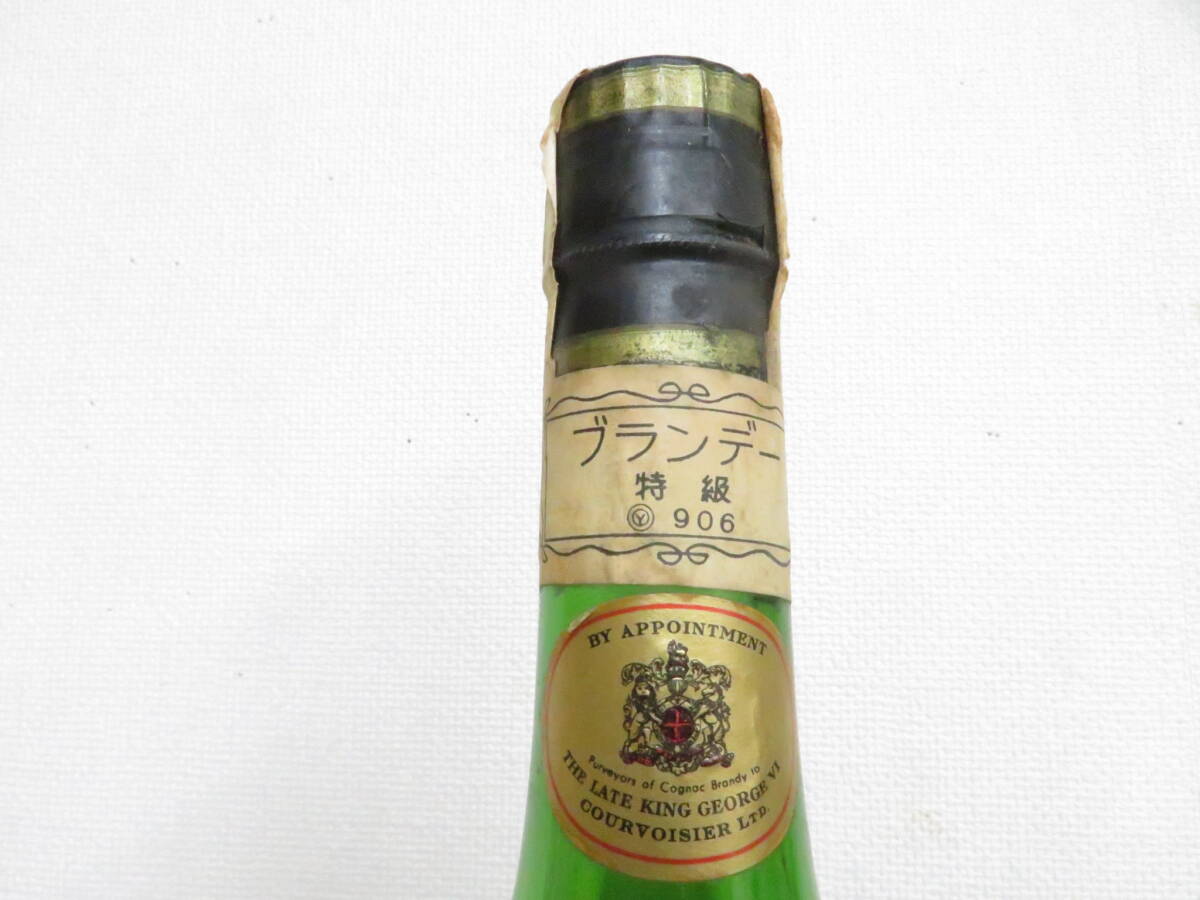 ブランデー
特級
Ⓨ 906
BY APPOINTMENT
Purveyors of Cognac Brandy to
THE LATE KING GEORGE VI
COURVOISIER LTD.